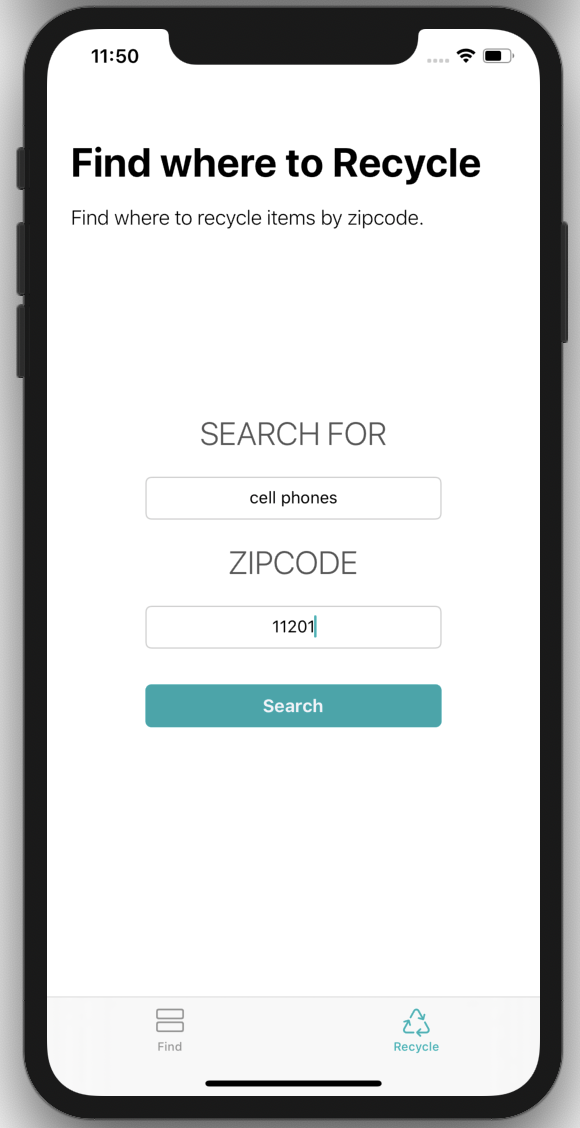 11:50
Find where to Recycle
Find where to recycle items by zipcode.
SEARCH FOR
cell phones
ZIPCODE
11201
Search
Find
Recycle